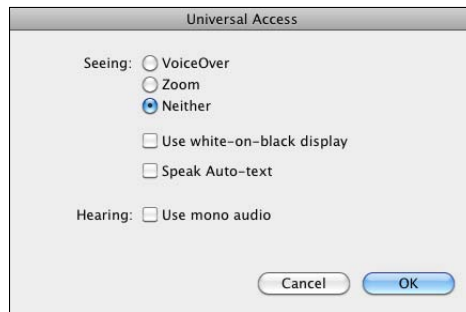 Universal Access
Seeing: VoiceOver
Zoom
Neither
Use white-on-black display
Speak Auto-text
Hearing: Use mono audio
Cancel OK